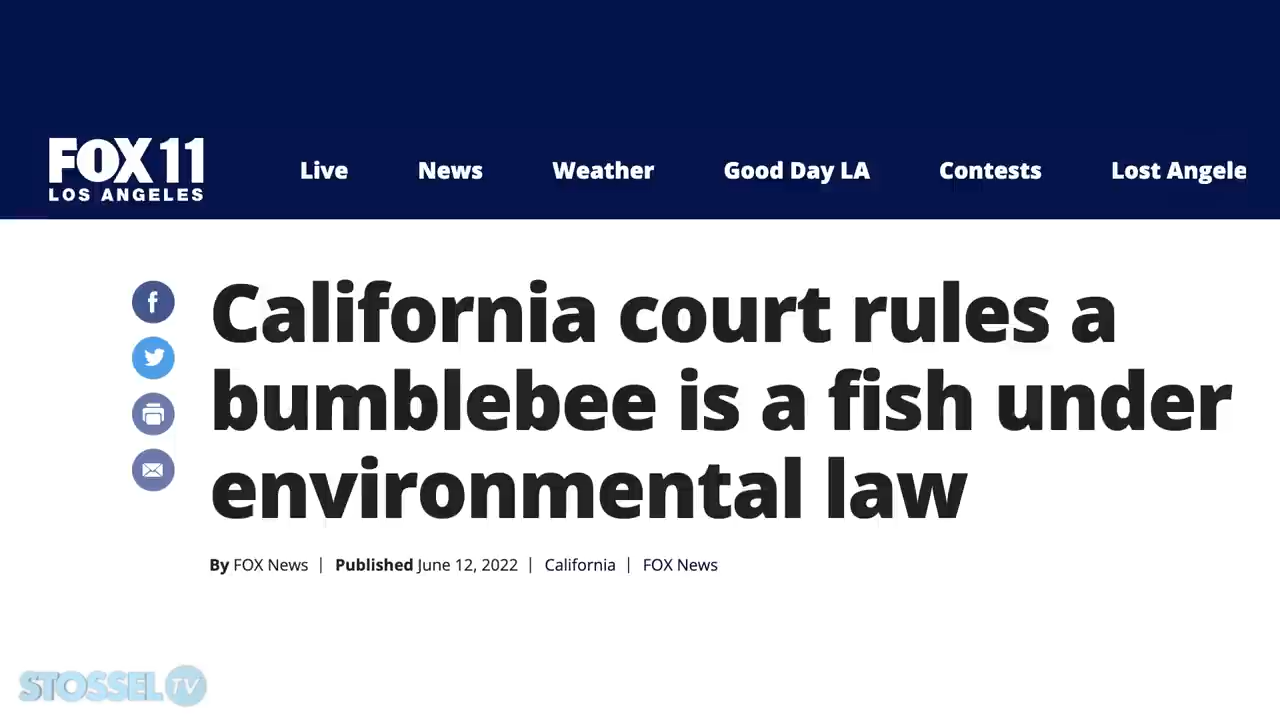 FOX 11
LOS ANGELES
Live News Weather Good Day LA Contests Lost Angele
California court rules a
bumblebee is a fish under
environmental law
By FOX News | Published June 12, 2022 | California | FOX News
STOSSEL TV